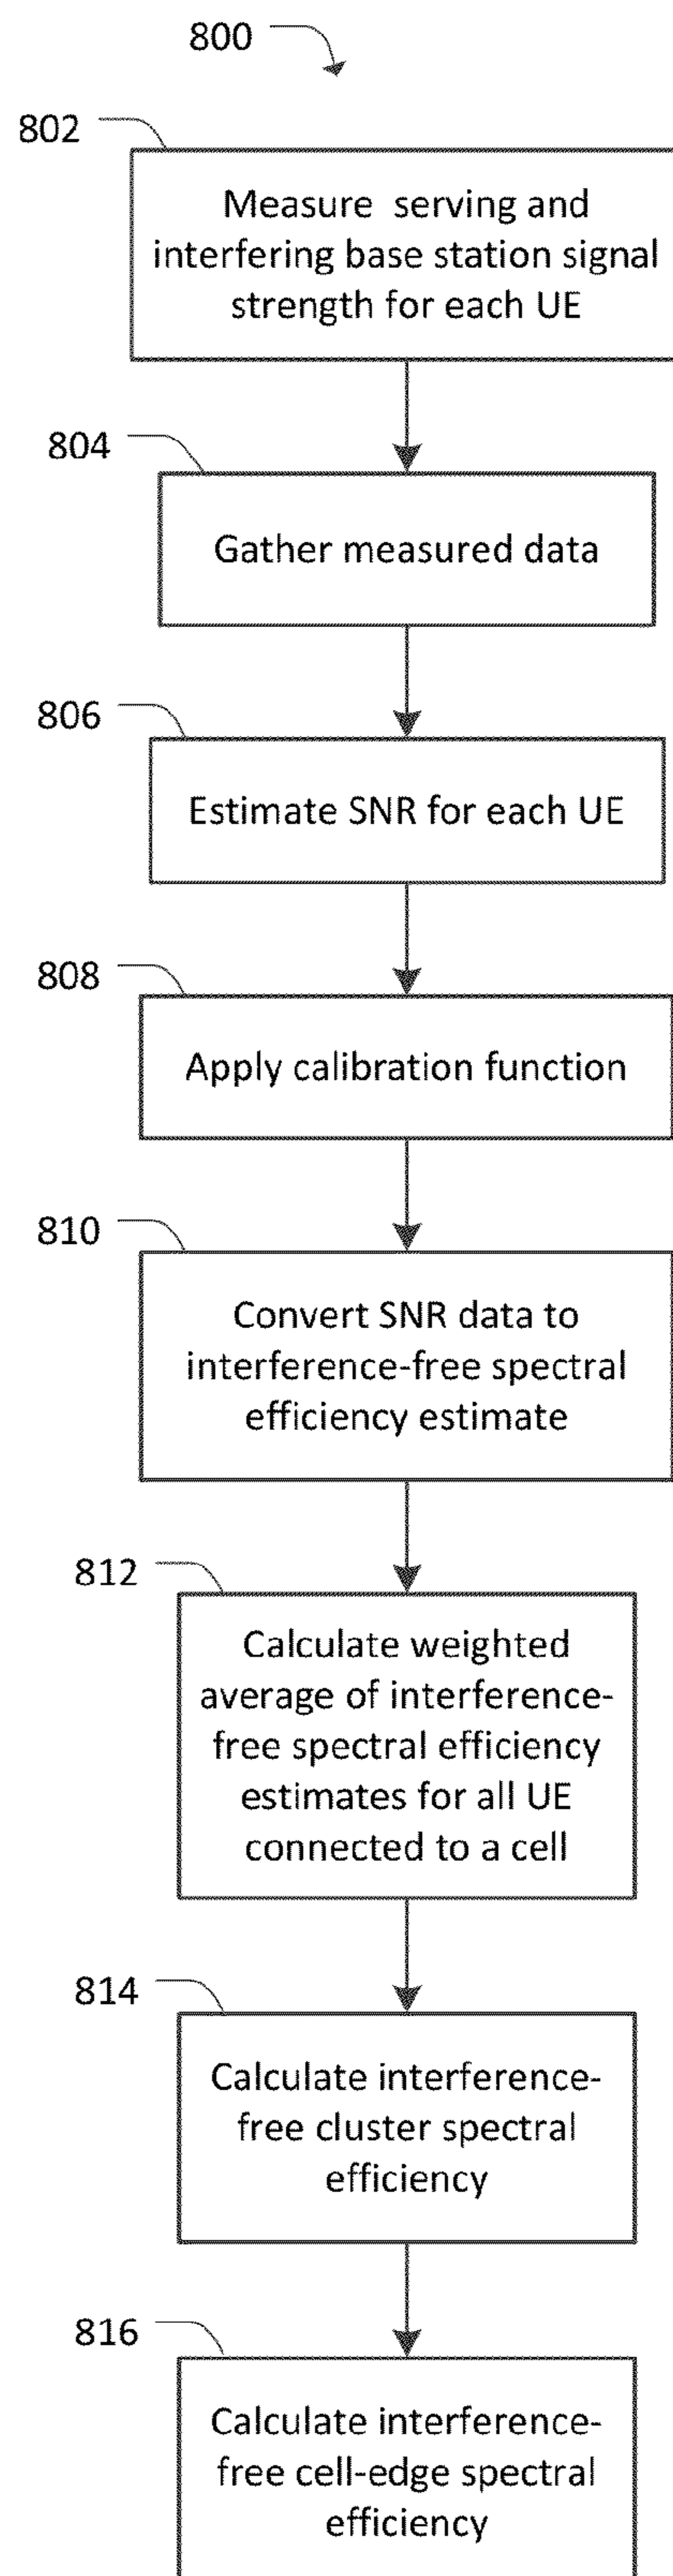 800
802
Measure serving and
interfering base station signal
strength for each UE
804
Gather measured data
806
Estimate SNR for each UE
808
Apply calibration function
810
Convert SNR data to
interference-free spectral
efficiency estimate
812
Calculate weighted
average of interference-
free spectral efficiency
estimates for all UE
connected to a cell
814
Calculate interference-
free cluster spectral
efficiency
816
Calculate interference-
free cell-edge spectral
efficiency